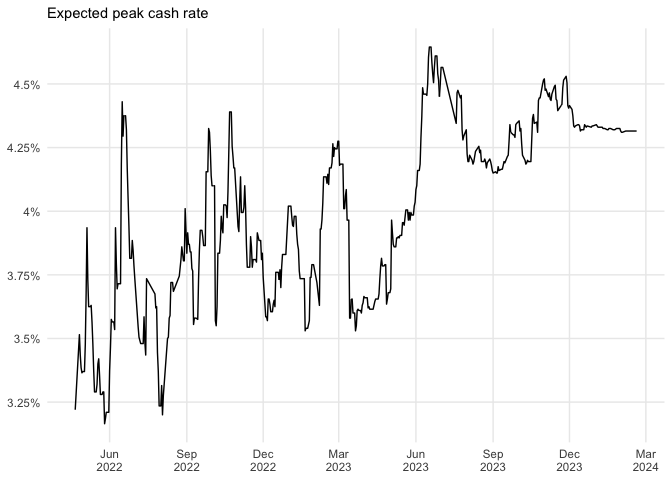 Expected peak cash rate
4.5%
4.25%
4%
3.75%
3.5%
3.25%
Jun Sep Dec Mar Jun Sep Dec Mar
2022 2022 2022 2023 2023 2023 2023 2024